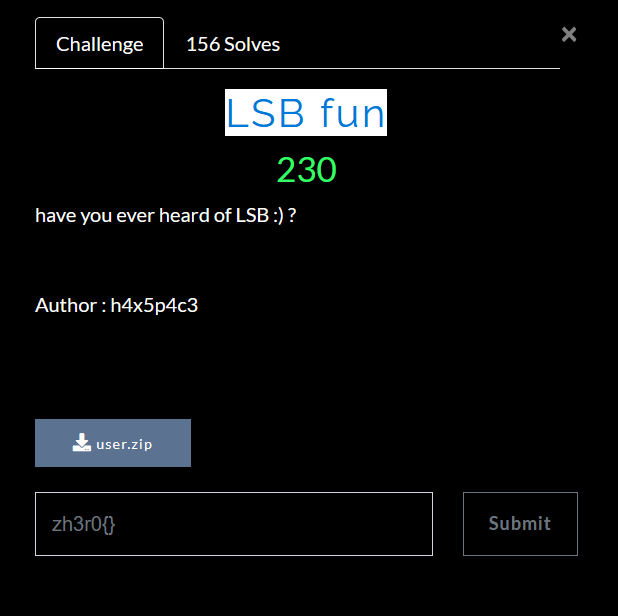 Challenge 156 Solves ×
LSB fun
230
have you ever heard of LSB :) ?
Author : h4x5p4c3
user.zip
zh3r0{} Submit